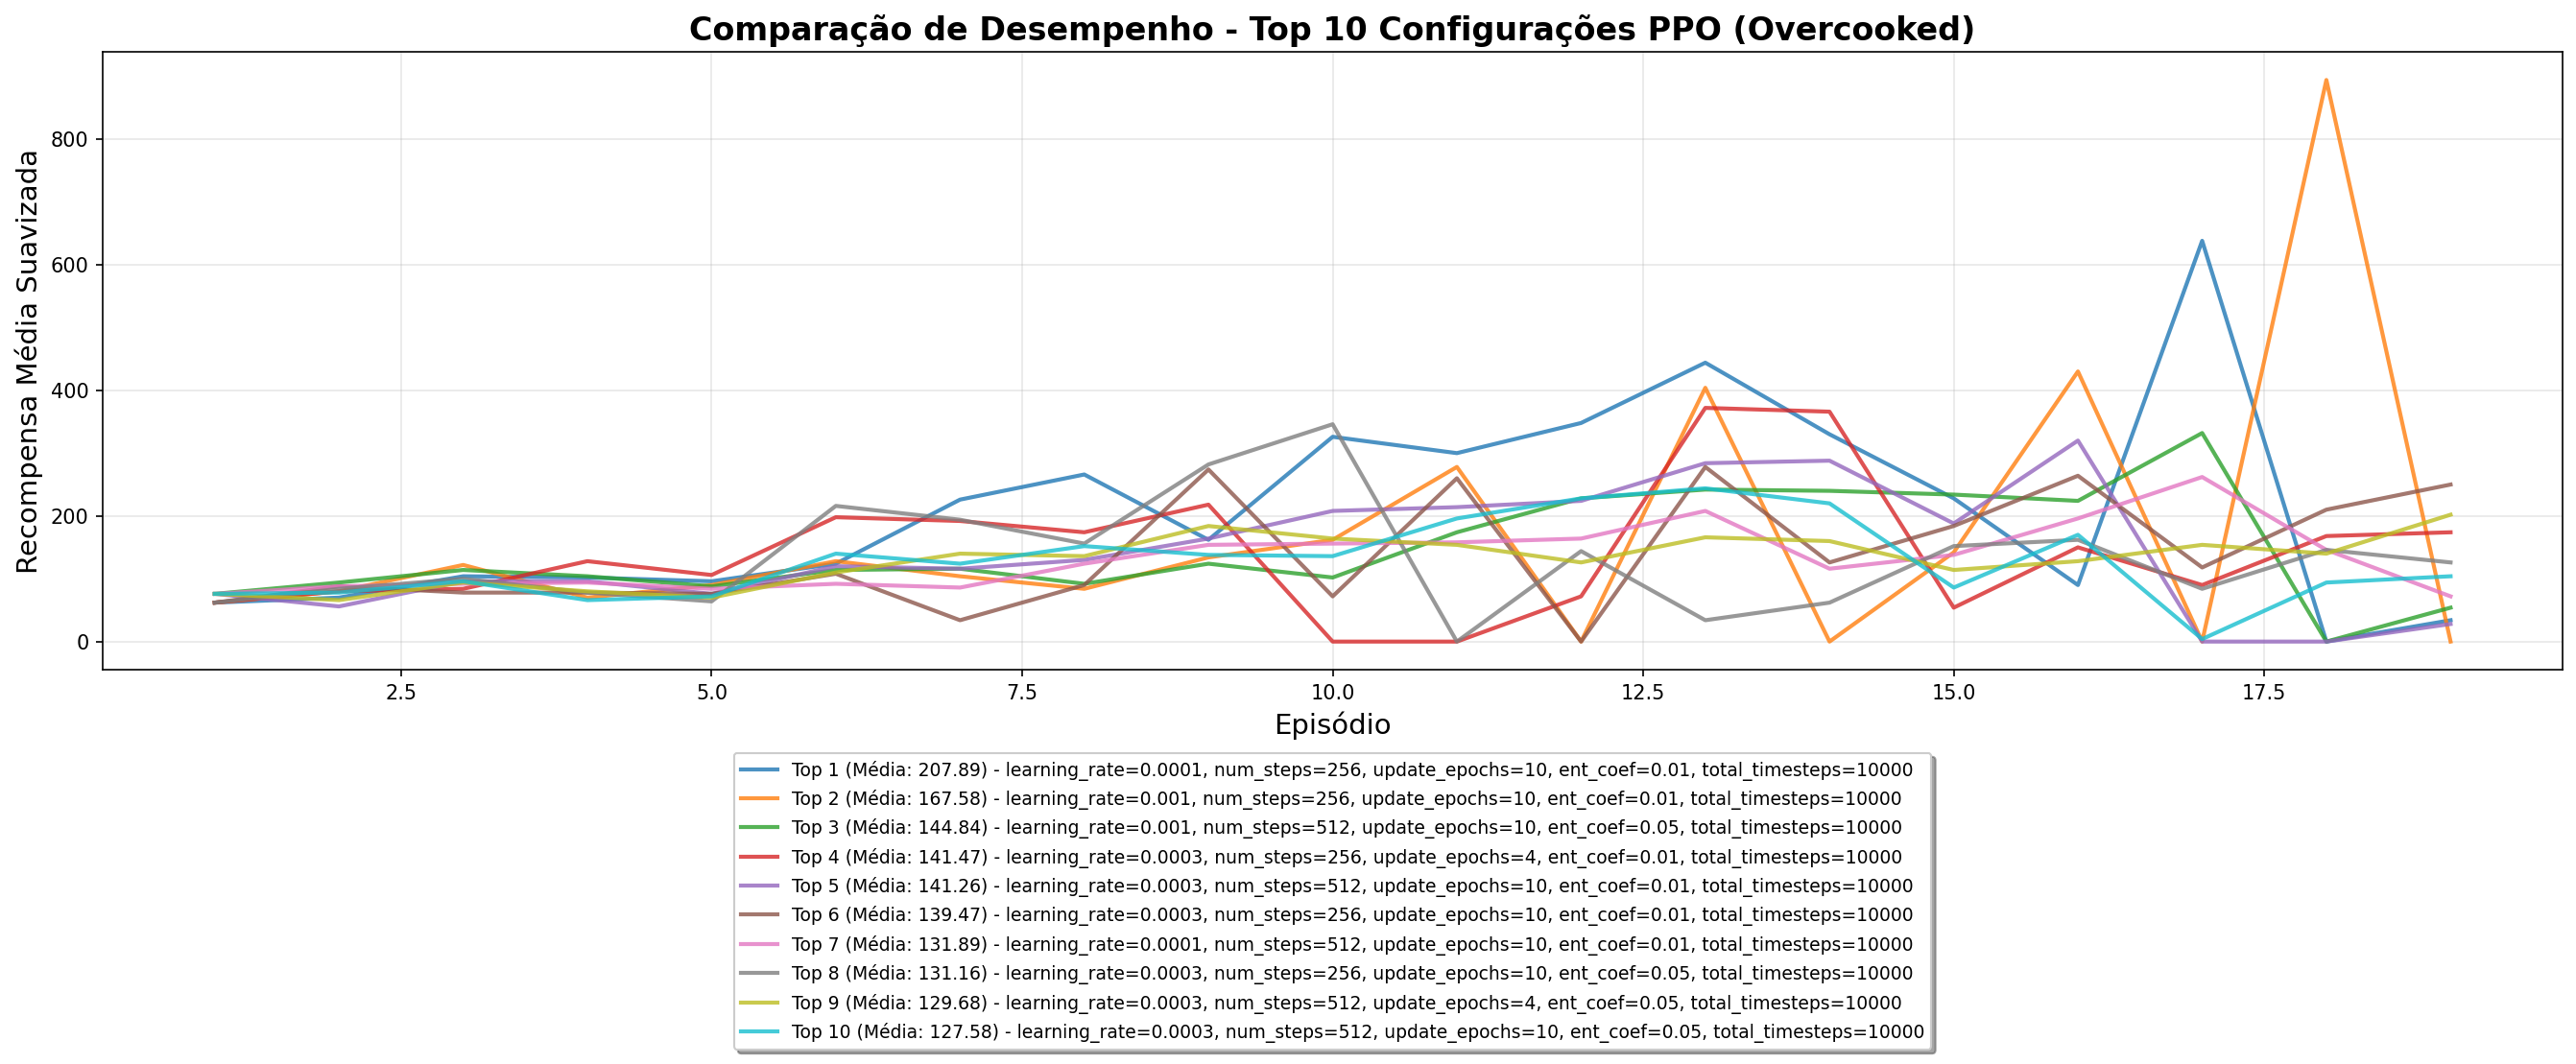 Comparação de Desempenho - Top 10 Configurações PPO (Overcooked)
Recompensa Média Suavizada
800
600
400
200
0
2.5 5.0 7.5 10.0 12.5 15.0 17.5
Episódio
Top 1 (Média: 207.89) - learning_rate=0.0001, num_steps=256, update_epochs=10, ent_coef=0.01, total_timesteps=10000
Top 2 (Média: 167.58) - learning_rate=0.001, num_steps=256, update_epochs=10, ent_coef=0.01, total_timesteps=10000
Top 3 (Média: 144.84) - learning_rate=0.001, num_steps=512, update_epochs=10, ent_coef=0.05, total_timesteps=10000
Top 4 (Média: 141.47) - learning_rate=0.0003, num_steps=256, update_epochs=4, ent_coef=0.01, total_timesteps=10000
Top 5 (Média: 141.26) - learning_rate=0.0003, num_steps=512, update_epochs=10, ent_coef=0.01, total_timesteps=10000
Top 6 (Média: 139.47) - learning_rate=0.0003, num_steps=256, update_epochs=10, ent_coef=0.01, total_timesteps=10000
Top 7 (Média: 131.89) - learning_rate=0.0001, num_steps=512, update_epochs=10, ent_coef=0.01, total_timesteps=10000
Top 8 (Média: 131.16) - learning_rate=0.0003, num_steps=256, update_epochs=10, ent_coef=0.05, total_timesteps=10000
Top 9 (Média: 129.68) - learning_rate=0.0003, num_steps=512, update_epochs=4, ent_coef=0.05, total_timesteps=10000
Top 10 (Média: 127.58) - learning_rate=0.0003, num_steps=512, update_epochs=10, ent_coef=0.05, total_timesteps=10000